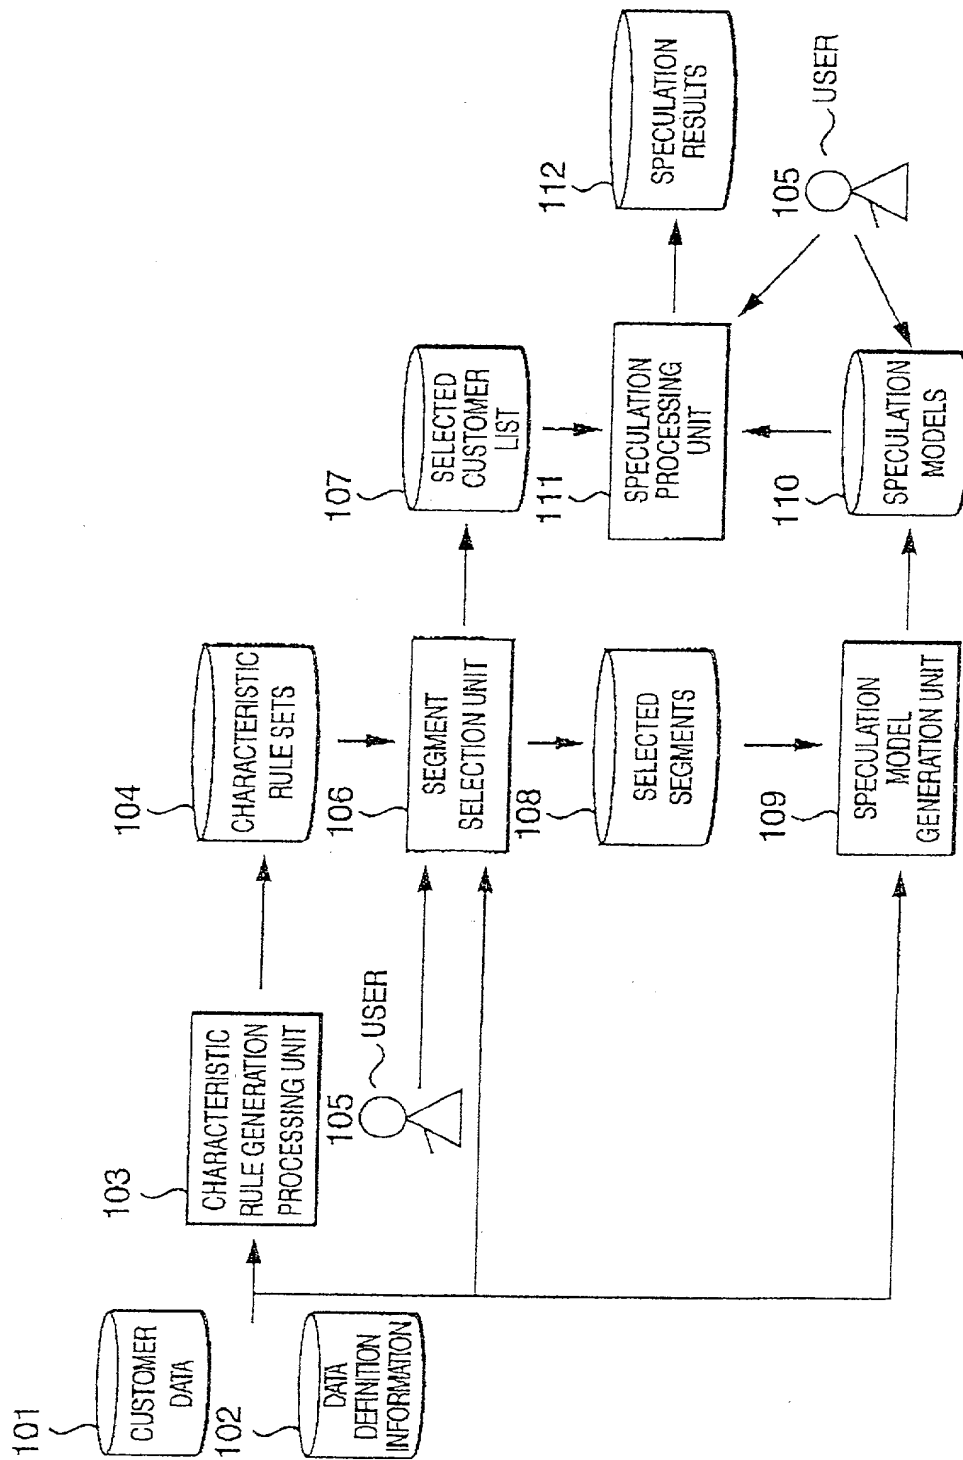 101
CUSTOMER
DATA
102
DATA
DEFINITION
INFORMATION
103
CHARACTERISTIC
RULE GENERATION
PROCESSING UNIT
104
CHARACTERISTIC
RULE SETS
105
USER
106
SEGMENT
SELECTION UNIT
107
SELECTED
CUSTOMER
LIST
108
SELECTED
SEGMENTS
109
SPECULATION
MODEL
GENERATION UNIT
110
SPECULATION
MODELS
111
SPECULATION
PROCESSING
UNIT
112
SPECULATION
RESULTS
105
USER